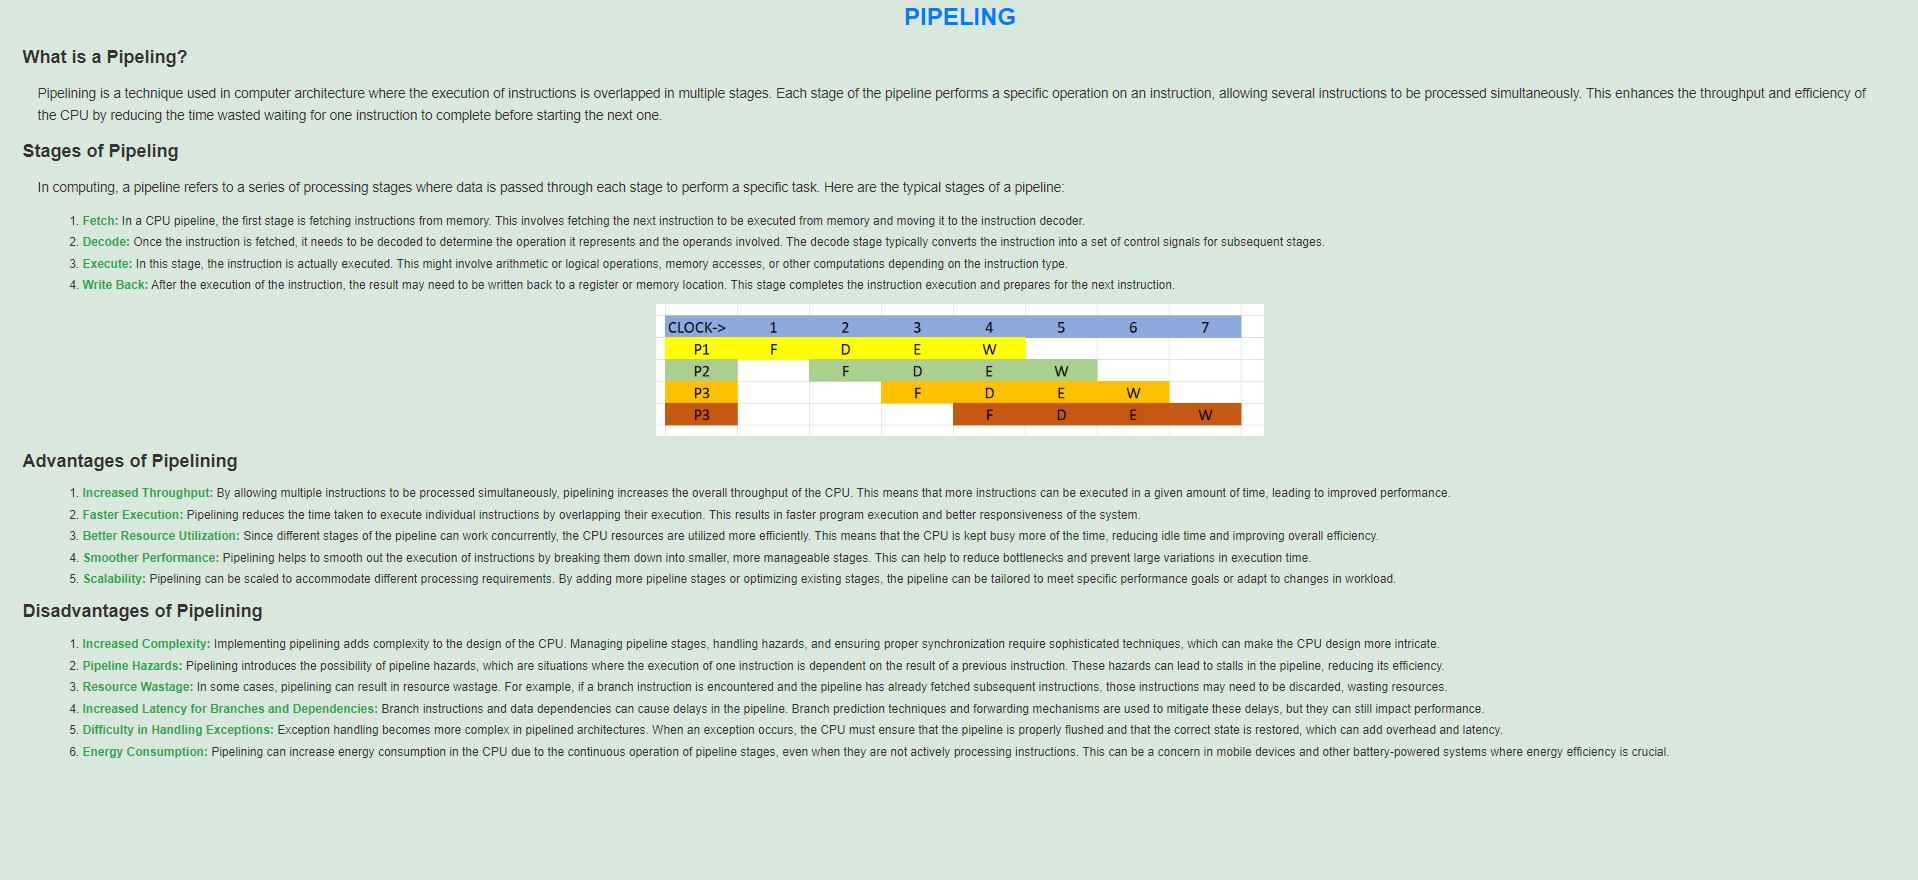 PIPELING
What is a Pipeling?
Pipelining is a technique used in computer architecture where the execution of instructions is overlapped in multiple stages. Each stage of the pipeline performs a specific operation on an instruction, allowing several instructions to be processed simultaneously. This enhances the throughput and efficiency of
the CPU by reducing the time wasted waiting for one instruction to complete before starting the next one.
Stages of Pipeling
In computing, a pipeline refers to a series of processing stages where data is passed through each stage to perform a specific task. Here are the typical stages of a pipeline:
1. Fetch: In a CPU pipeline, the first stage is fetching instructions from memory. This involves fetching the next instruction to be executed from memory and moving it to the instruction decoder.
2. Decode: Once the instruction is fetched, it needs to be decoded to determine the operation it represents and the operands involved. The decode stage typically converts the instruction into a set of control signals for subsequent stages.
3. Execute: In this stage, the instruction is actually executed. This might involve arithmetic or logical operations, memory accesses, or other computations depending on the instruction type.
4. Write Back: After the execution of the instruction, the result may need to be written back to a register or memory location. This stage completes the instruction execution and prepares for the next instruction.
CLOCK-> 1 2 3 4 5 6 7
P1 F D E W
P2 F D E W
P3 F D E W
P3 F D E W
Advantages of Pipelining
1. Increased Throughput: By allowing multiple instructions to be processed simultaneously, pipelining increases the overall throughput of the CPU. This means that more instructions can be executed in a given amount of time, leading to improved performance.
2. Faster Execution: Pipelining reduces the time taken to execute individual instructions by overlapping their execution. This results in faster program execution and better responsiveness of the system.
3. Better Resource Utilization: Since different stages of the pipeline can work concurrently, the CPU resources are utilized more efficiently. This means that the CPU is kept busy more of the time, reducing idle time and improving overall efficiency.
4. Smoother Performance: Pipelining helps to smooth out the execution of instructions by breaking them down into smaller, more manageable stages. This can help to reduce bottlenecks and prevent large variations in execution time.
5. Scalability: Pipelining can be scaled to accommodate different processing requirements. By adding more pipeline stages or optimizing existing stages, the pipeline can be tailored to meet specific performance goals or adapt to changes in workload.
Disadvantages of Pipelining
1. Increased Complexity: Implementing pipelining adds complexity to the design of the CPU. Managing pipeline stages, handling hazards, and ensuring proper synchronization require sophisticated techniques, which can make the CPU design more intricate.
2. Pipeline Hazards: Pipelining introduces the possibility of pipeline hazards, which are situations where the execution of one instruction is dependent on the result of a previous instruction. These hazards can lead to stalls in the pipeline, reducing its efficiency.
3. Resource Wastage: In some cases, pipelining can result in resource wastage. For example, if a branch instruction is encountered and the pipeline has already fetched subsequent instructions, those instructions may need to be discarded, wasting resources.
4. Increased Latency for Branches and Dependencies: Branch instructions and data dependencies can cause delays in the pipeline. Branch prediction techniques and forwarding mechanisms are used to mitigate these delays, but they can still impact performance.
5. Difficulty in Handling Exceptions: Exception handling becomes more complex in pipelined architectures. When an exception occurs, the CPU must ensure that the pipeline is properly flushed and that the correct state is restored, which can add overhead and latency.
6. Energy Consumption: Pipelining can increase energy consumption in the CPU due to the continuous operation of pipeline stages, even when they are not actively processing instructions. This can be a concern in mobile devices and other battery-powered systems where energy efficiency is crucial.